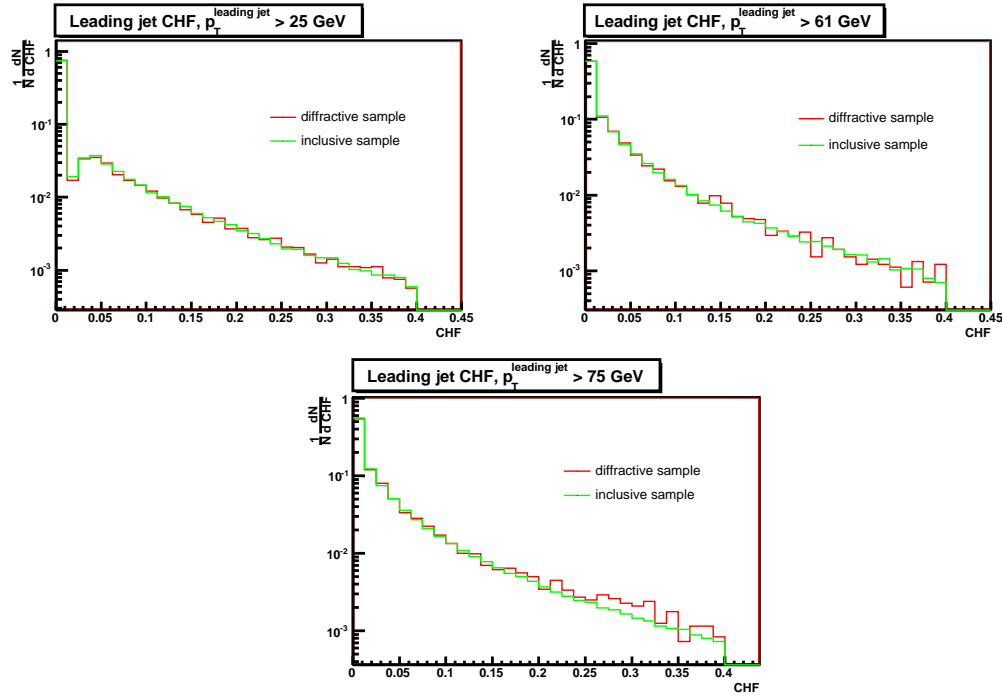 Leading jet CHF, p_T^leading jet > 25 GeV
1/N dN/d CHF
1
10^-1
10^-2
10^-3
diffractive sample
inclusive sample
0 0.05 0.1 0.15 0.2 0.25 0.3 0.35 0.4 0.45
CHF
Leading jet CHF, p_T^leading jet > 61 GeV
1/N dN/d CHF
1
10^-1
10^-2
10^-3
diffractive sample
inclusive sample
0 0.05 0.1 0.15 0.2 0.25 0.3 0.35 0.4 0.45
CHF
Leading jet CHF, p_T^leading jet > 75 GeV
1/N dN/d CHF
1
10^-1
10^-2
10^-3
diffractive sample
inclusive sample
0 0.05 0.1 0.15 0.2 0.25 0.3 0.35 0.4
CHF